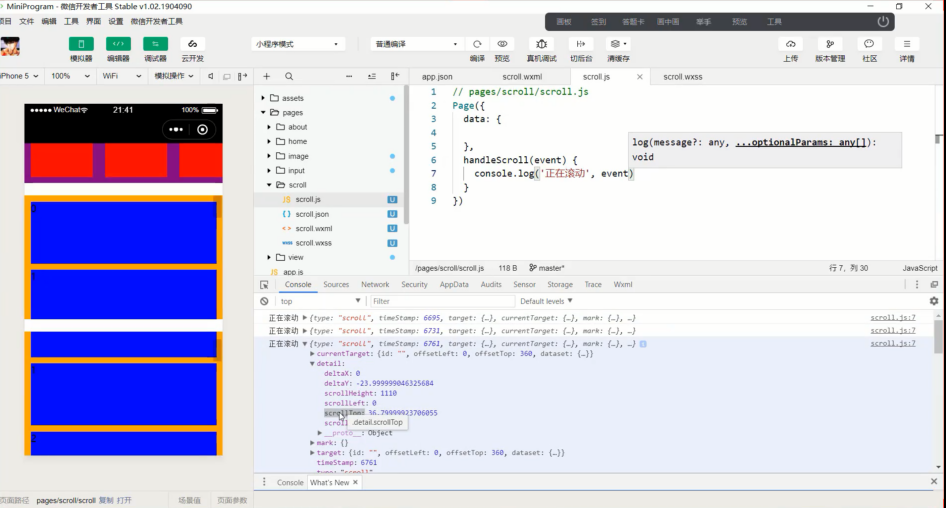 MiniProgram - 微信开发者工具 Stable v1.02.1904090
项目 文件 编辑 工具 界面 设置 微信开发者工具
画板 签到 答题卡 画中画 举手 预览 工具
模拟器 编辑器 调试器 云开发
小程序模式 普通编译
编译 预览 真机调试 切后台 清缓存
上传 版本管理 社区 详情
iPhone 5 100% WiFi 模拟操作
app.json scroll.wxml scroll.js × scroll.wxss
WeChat 21:41 100%
assets
pages
about
home
image
input
scroll
JS scroll.js U
{ } scroll.json U
< > scroll.wxml U
wxss scroll.wxss U
view
JS app.js
1 // pages/scroll/scroll.js
2 Page({
3 data: {
4
5 },
6 handleScroll(event) {
7 console.log('正在滚动', event)
8 }
9 })
log(message?: any, ...optionalParams: any[]):
void
/pages/scroll/scroll.js 118 B master* 行 7, 列 30 JavaScript
Console Sources Network Security AppData Audits Sensor Storage Trace Wxml
top Filter Default levels ▼
正在滚动 ▶{type: "scroll", timeStamp: 6695, target: {…}, currentTarget: {…}, mark: {…}, …} scroll.js:7
正在滚动 ▶{type: "scroll", timeStamp: 6731, target: {…}, currentTarget: {…}, mark: {…}, …} scroll.js:7
正在滚动 ▼{type: "scroll", timeStamp: 6761, target: {…}, currentTarget: {…}, mark: {…}, …} scroll.js:7
▶currentTarget: {id: "", offsetLeft: 0, offsetTop: 360, dataset: {…}}
▼detail:
deltaX: 0
deltaY: -23.999999046325684
scrollHeight: 1110
scrollLeft: 0
scrollTop: 36.79999923706055
scroll
.detail.scrollTop
▶__proto__: Object
▶mark: {}
▶target: {id: "", offsetLeft: 0, offsetTop: 360, dataset: {…}}
timeStamp: 6761
type: "scroll"
Console What's New ×
页面路径 pages/scroll/scroll 复制 打开 场景值 页面参数